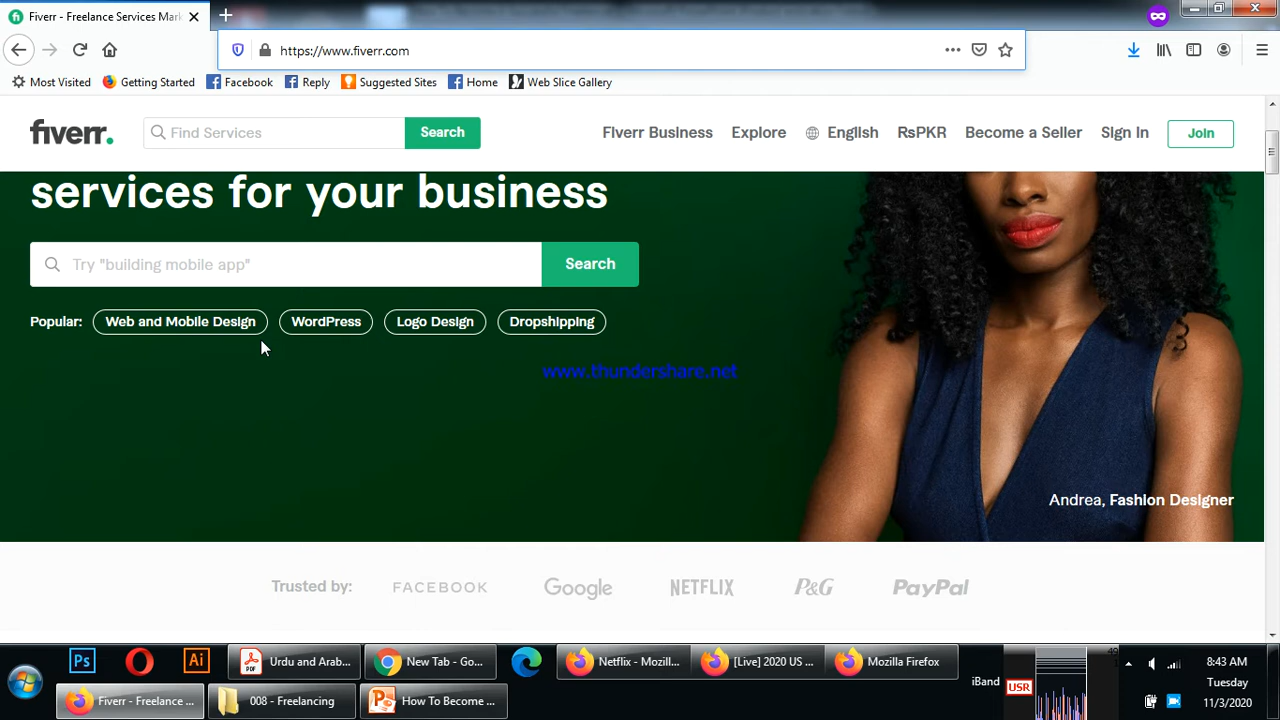 Fiverr - Freelance Services Mark
https://www.fiverr.com
Most Visited
Getting Started
Facebook
Reply
Suggested Sites
Home
Web Slice Gallery
fiverr.
Find Services
Search
Fiverr Business
Explore
English
RsPKR
Become a Seller
Sign In
Join
services for your business
Try "building mobile app"
Search
Popular:
Web and Mobile Design
WordPress
Logo Design
Dropshipping
www.thundershare.net
Andrea, Fashion Designer
Trusted by:
FACEBOOK
Google
NETFLIX
P&G
PayPal
Ps
Ai
Urdu and Arab...
New Tab - Go...
Netflix - Mozill...
[Live] 2020 US ...
Mozilla Firefox
iBand
USR
8:43 AM
Tuesday
11/3/2020
Fiverr - Freelance ...
008 - Freelancing
How To Become ...